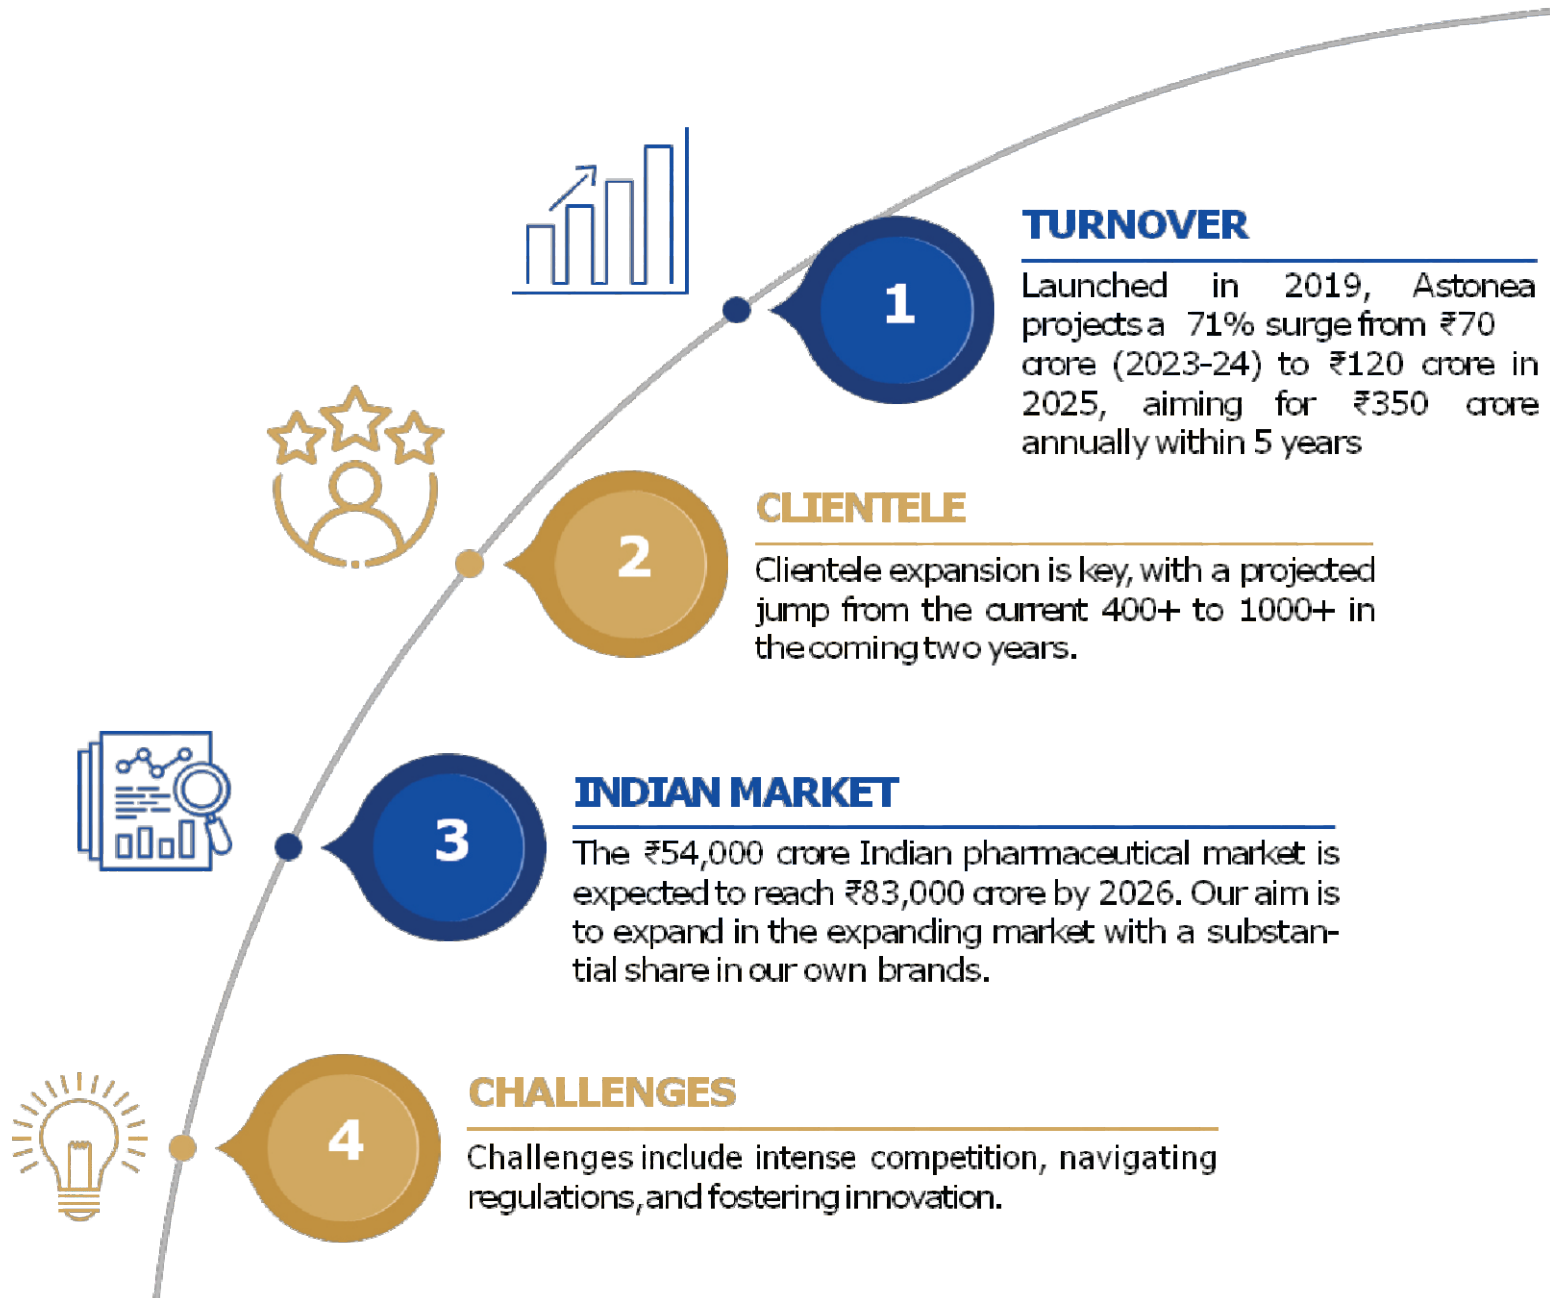 1
TURNOVER
Launched in 2019, Astonea
projects a 71% surge from ₹70
crore (2023-24) to ₹120 crore in
2025, aiming for ₹350 crore
annually within 5 years
2
CLIENTELE
Clientele expansion is key, with a projected
jump from the current 400+ to 1000+ in
the coming two years.
3
INDIAN MARKET
The ₹54,000 crore Indian pharmaceutical market is
expected to reach ₹83,000 crore by 2026. Our aim is
to expand in the expanding market with a substan-
tial share in our own brands.
4
CHALLENGES
Challenges include intense competition, navigating
regulations, and fostering innovation.